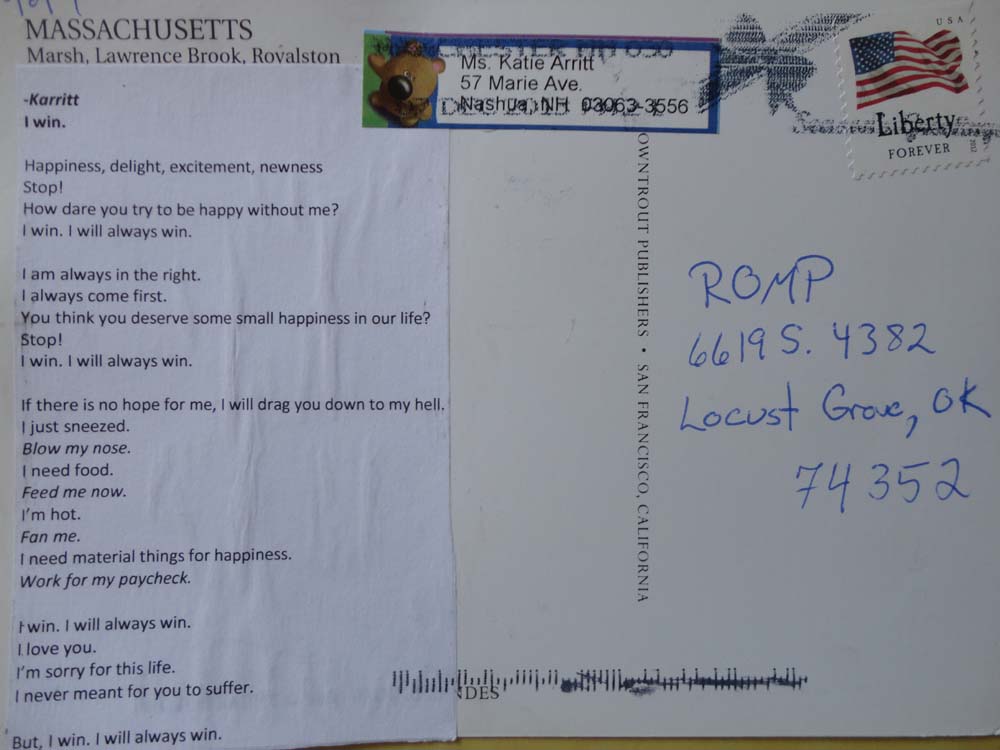 MASSACHUSETTS
Marsh, Lawrence Brook, Royalston
-Karritt
I win.
Happiness, delight, excitement, newness
Stop!
How dare you try to be happy without me?
I win. I will always win.
I am always in the right.
I always come first.
You think you deserve some small happiness in our life?
Stop!
I win. I will always win.
If there is no hope for me, I will drag you down to my hell.
I just sneezed.
Blow my nose.
I need food.
Feed me now.
I'm hot.
Fan me.
I need material things for happiness.
Work for my paycheck.
I win. I will always win.
I love you.
I'm sorry for this life.
I never meant for you to suffer.
But, I win. I will always win.
Ms. Katie Arritt
57 Marie Ave.
Nashua, NH 03063-3556
USA
Liberty
FOREVER
2012
OWNTROUT PUBLISHERS • SAN FRANCISCO, CALIFORNIA
ROMP
6619 S. 4382
Locust Grove, OK
74352
NDES